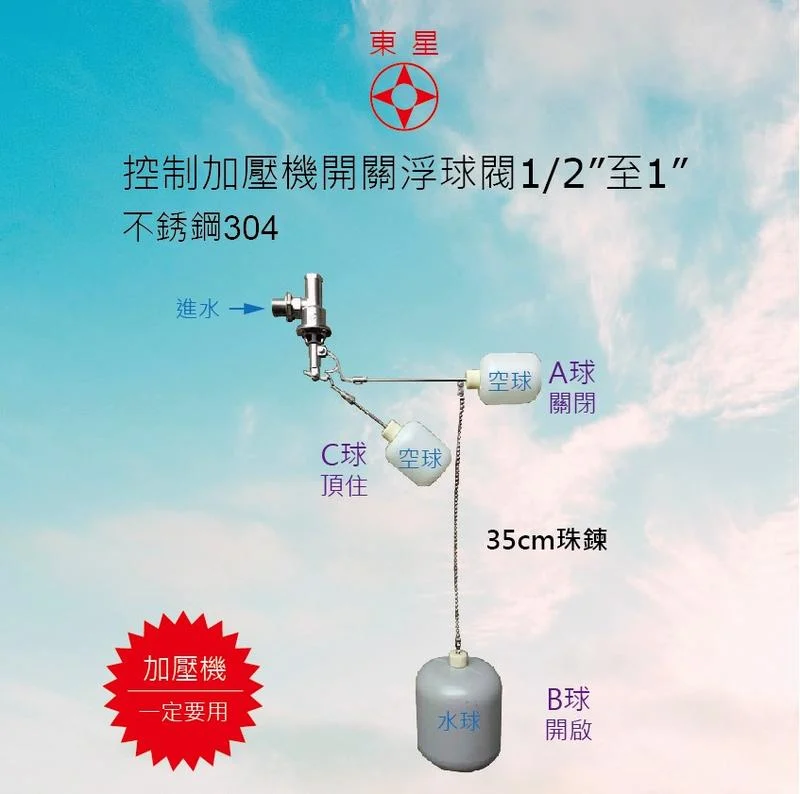 東星
控制加壓機開關浮球閥1/2"至1"
不銹鋼304
進水
空球
A球
關閉
C球
頂住
空球
35cm珠鍊
加壓機
一定要用
水球
B球
開啟